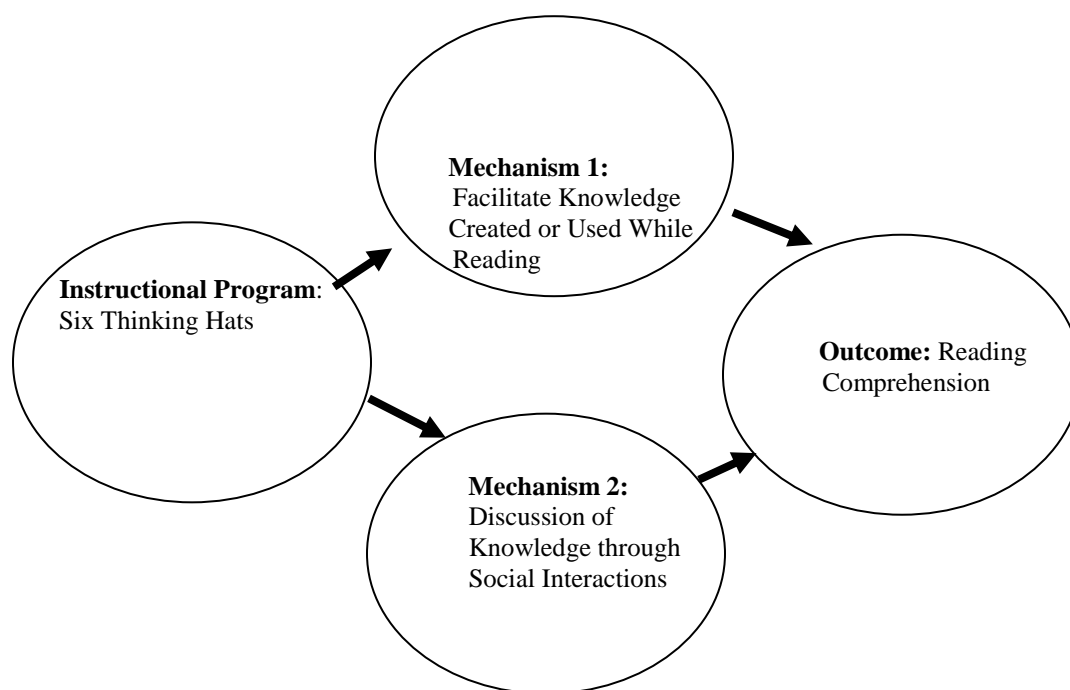 Mechanism 1:
Facilitate Knowledge
Created or Used While
Reading
Instructional Program:
Six Thinking Hats
Outcome: Reading
Comprehension
Mechanism 2:
Discussion of
Knowledge through
Social Interactions